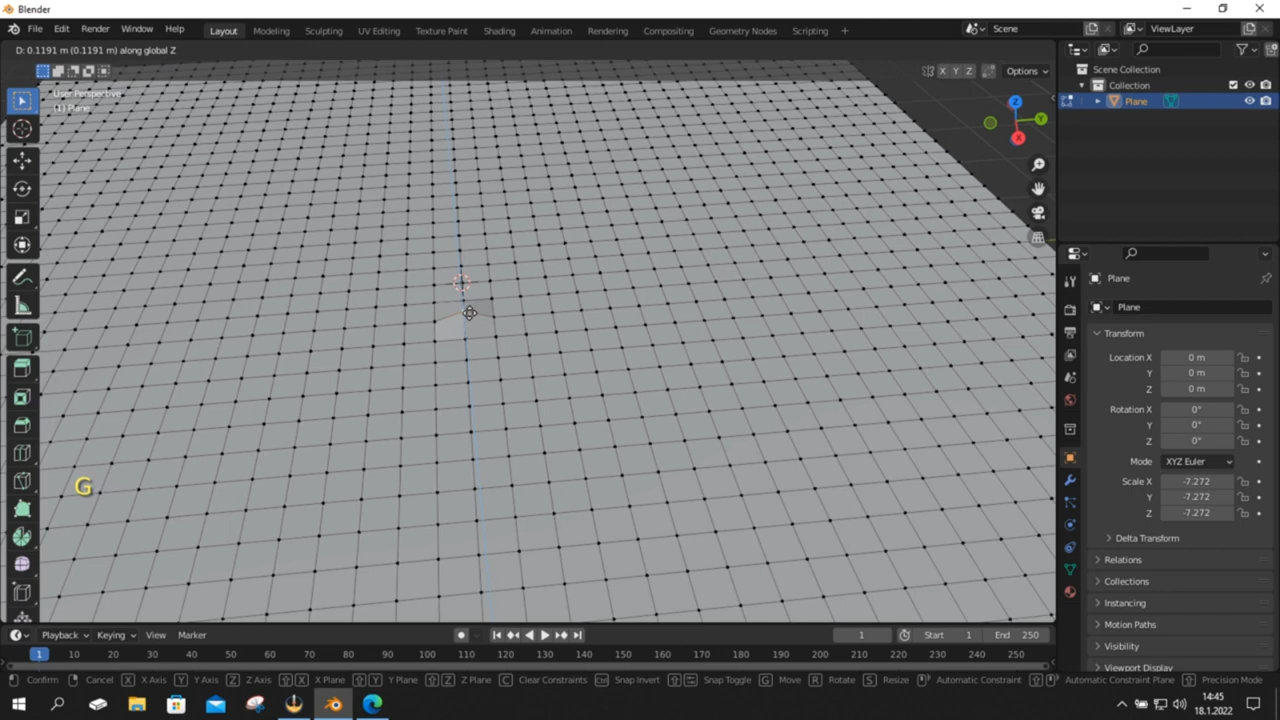 Blender
File Edit Render Window Help
Layout Modeling Sculpting UV Editing Texture Paint Shading Animation Rendering Compositing Geometry Nodes Scripting +
Scene
ViewLayer
D: 0.1191 m (0.1191 m) along global Z
X Y Z
Options
User Perspective
(1) Plane
Z
Y
X
G
Scene Collection
Collection
Plane
Plane
Plane
Transform
Location X 0 m
Y 0 m
Z 0 m
Rotation X 0°
Y 0°
Z 0°
Mode XYZ Euler
Scale X -7.272
Y -7.272
Z -7.272
Delta Transform
Relations
Collections
Instancing
Motion Paths
Visibility
Viewport Display
Playback Keying View Marker
1 Start 1 End 250
1 10 20 30 40 50 60 70 80 90 100 110 120 130 140 150 160 170 180 190 200 210 220 230 240 250
Confirm Cancel X X Axis Y Y Axis Z Z Axis X X Plane Y Y Plane Z Z Plane C Clear Constraints Ctrl Snap Invert Snap Toggle G Move R Rotate S Resize Automatic Constraint Automatic Constraint Plane Precision Mode
14:45
18.1.2022